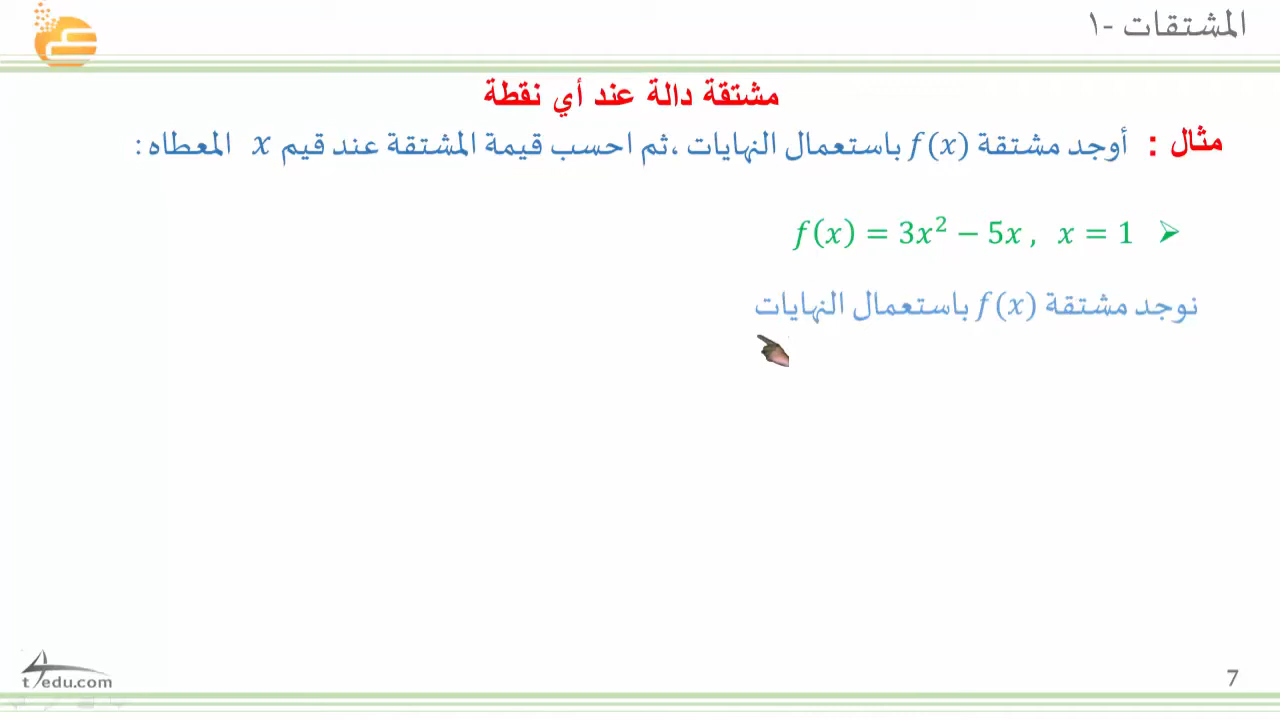 المشتقات -١
مشتقة دالة عند أي نقطة
مثال : أوجد مشتقة f(x) باستعمال النهايات ،ثم احسب قيمة المشتقة عند قيم x المعطاه :
f(x) = 3x² − 5x , x = 1
نوجد مشتقة f(x) باستعمال النهايات
t4edu.com
7